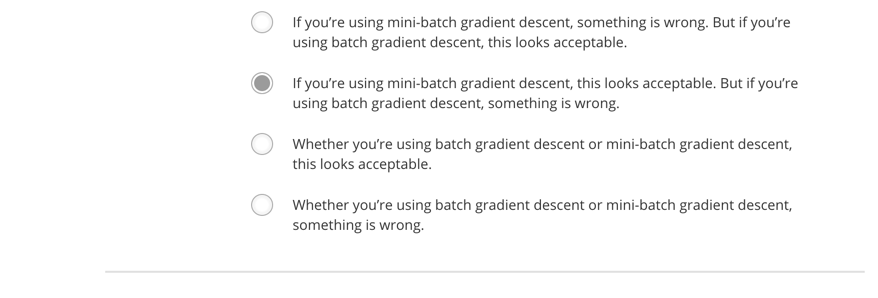 If you’re using mini-batch gradient descent, something is wrong. But if you’re
using batch gradient descent, this looks acceptable.
If you’re using mini-batch gradient descent, this looks acceptable. But if you’re
using batch gradient descent, something is wrong.
Whether you’re using batch gradient descent or mini-batch gradient descent,
this looks acceptable.
Whether you’re using batch gradient descent or mini-batch gradient descent,
something is wrong.